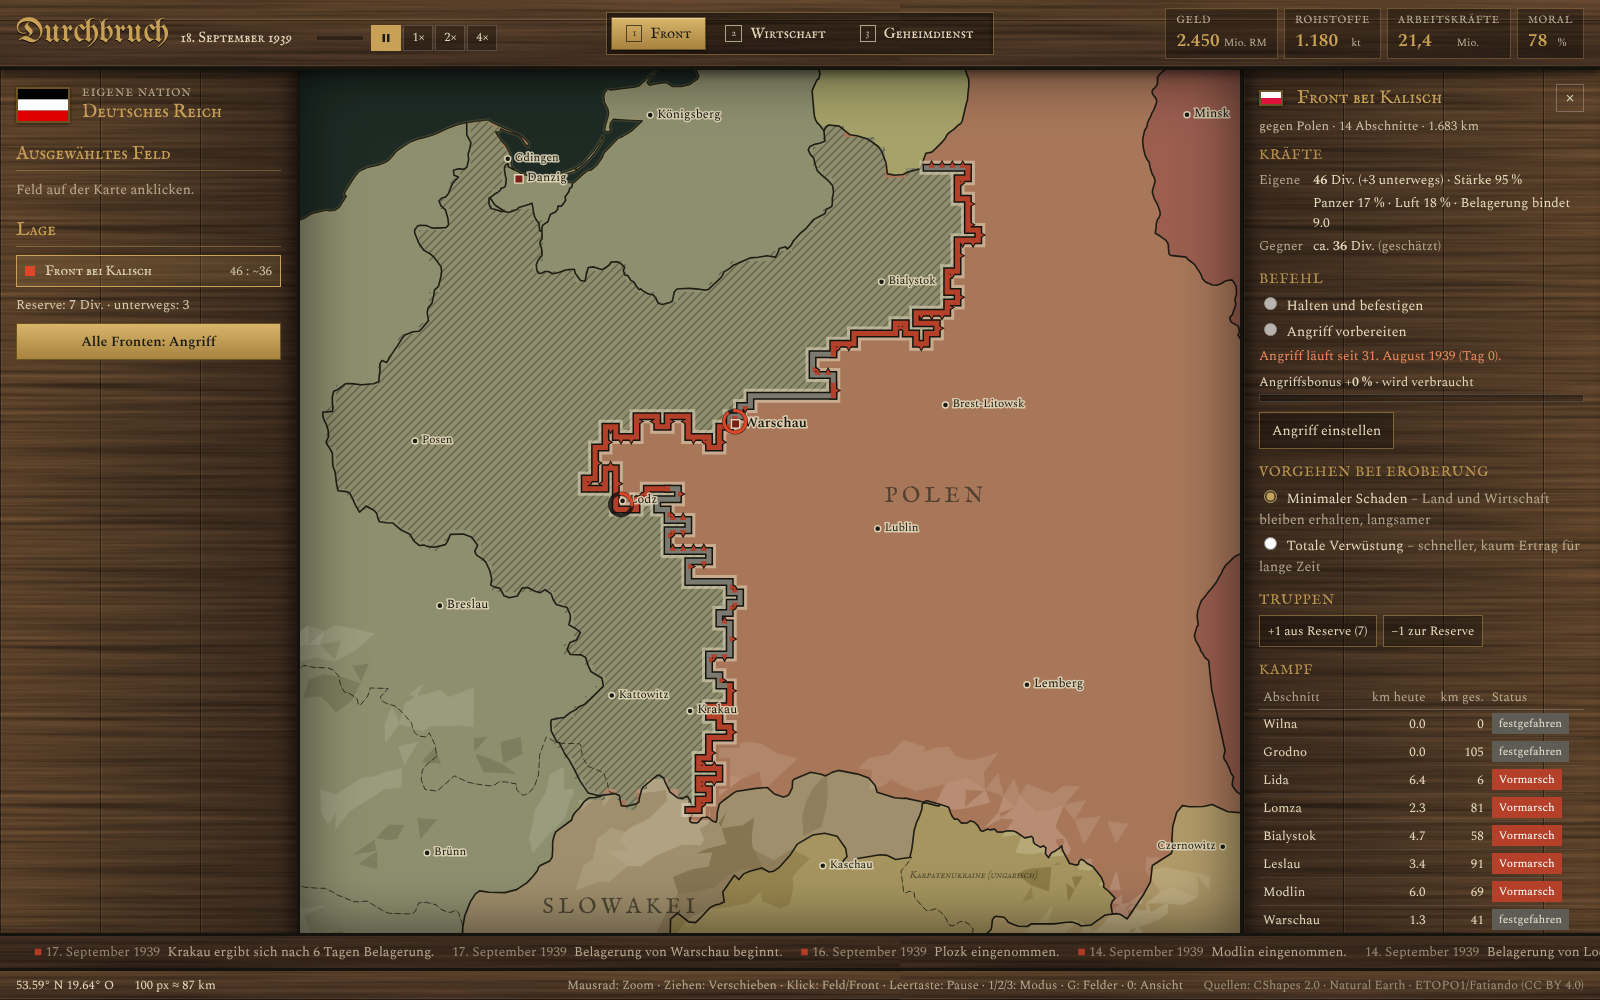 Durchbruch
18. September 1939
1× 2× 4×
1 Front 2 Wirtschaft 3 Geheimdienst
GELD
2.450 Mio. RM
ROHSTOFFE
1.180 kt
ARBEITSKRÄFTE
21,4 Mio.
MORAL
78 %
EIGENE NATION
Deutsches Reich
Ausgewähltes Feld
Feld auf der Karte anklicken.
Lage
Front bei Kalisch 46 : ~36
Reserve: 7 Div. · unterwegs: 3
Alle Fronten: Angriff
Königsberg
Minsk
Gdingen
Danzig
Bialystok
Brest-Litowsk
Warschau
Posen
POLEN
Lodz
Lublin
Breslau
Lemberg
Kattowitz
Krakau
Brünn
Czernowitz
Kaschau
Karpatenukraine (ungarisch)
SLOWAKEI
Front bei Kalisch ×
gegen Polen · 14 Abschnitte · 1.683 km
KRÄFTE
Eigene 46 Div. (+3 unterwegs) · Stärke 95 %
Panzer 17 % · Luft 18 % · Belagerung bindet
9.0
Gegner ca. 36 Div. (geschätzt)
BEFEHL
Halten und befestigen
Angriff vorbereiten
Angriff läuft seit 31. August 1939 (Tag 0).
Angriffsbonus +0 % · wird verbraucht
Angriff einstellen
VORGEHEN BEI EROBERUNG
Minimaler Schaden – Land und Wirtschaft
bleiben erhalten, langsamer
Totale Verwüstung – schneller, kaum Ertrag für
lange Zeit
TRUPPEN
+1 aus Reserve (7) −1 zur Reserve
KAMPF
Abschnitt km heute km ges. Status
Wilna 0.0 0 festgefahren
Grodno 0.0 105 festgefahren
Lida 6.4 6 Vormarsch
Lomza 2.3 81 Vormarsch
Bialystok 4.7 58 Vormarsch
Leslau 3.4 91 Vormarsch
Modlin 6.0 69 Vormarsch
Warschau 1.3 41 festgefahren
17. September 1939 Krakau ergibt sich nach 6 Tagen Belagerung. 17. September 1939 Belagerung von Warschau beginnt. 16. September 1939 Plozk eingenommen. 14. September 1939 Modlin eingenommen. 14. September 1939 Belagerung von Lo
53.59° N 19.64° O 100 px ≈ 87 km Mausrad: Zoom · Ziehen: Verschieben · Klick: Feld/Front · Leertaste: Pause · 1/2/3: Modus · G: Felder · 0: Ansicht Quellen: CShapes 2.0 · Natural Earth · ETOPO1/Fatiando (CC BY 4.0)